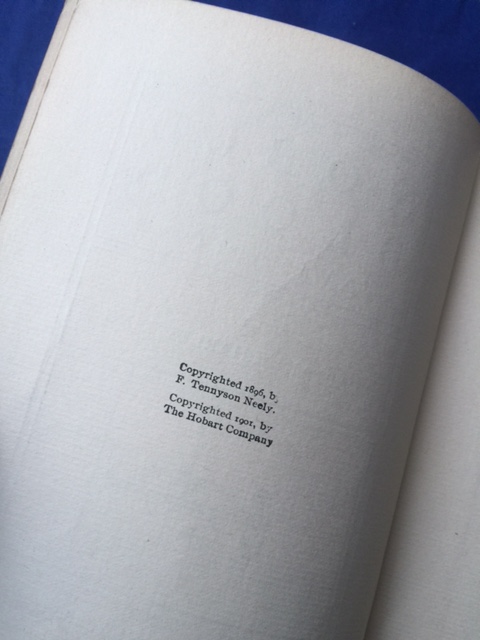 Copyrighted 1896, by
F. Tennyson Neely.
Copyrighted 1901, by
The Hobart Company